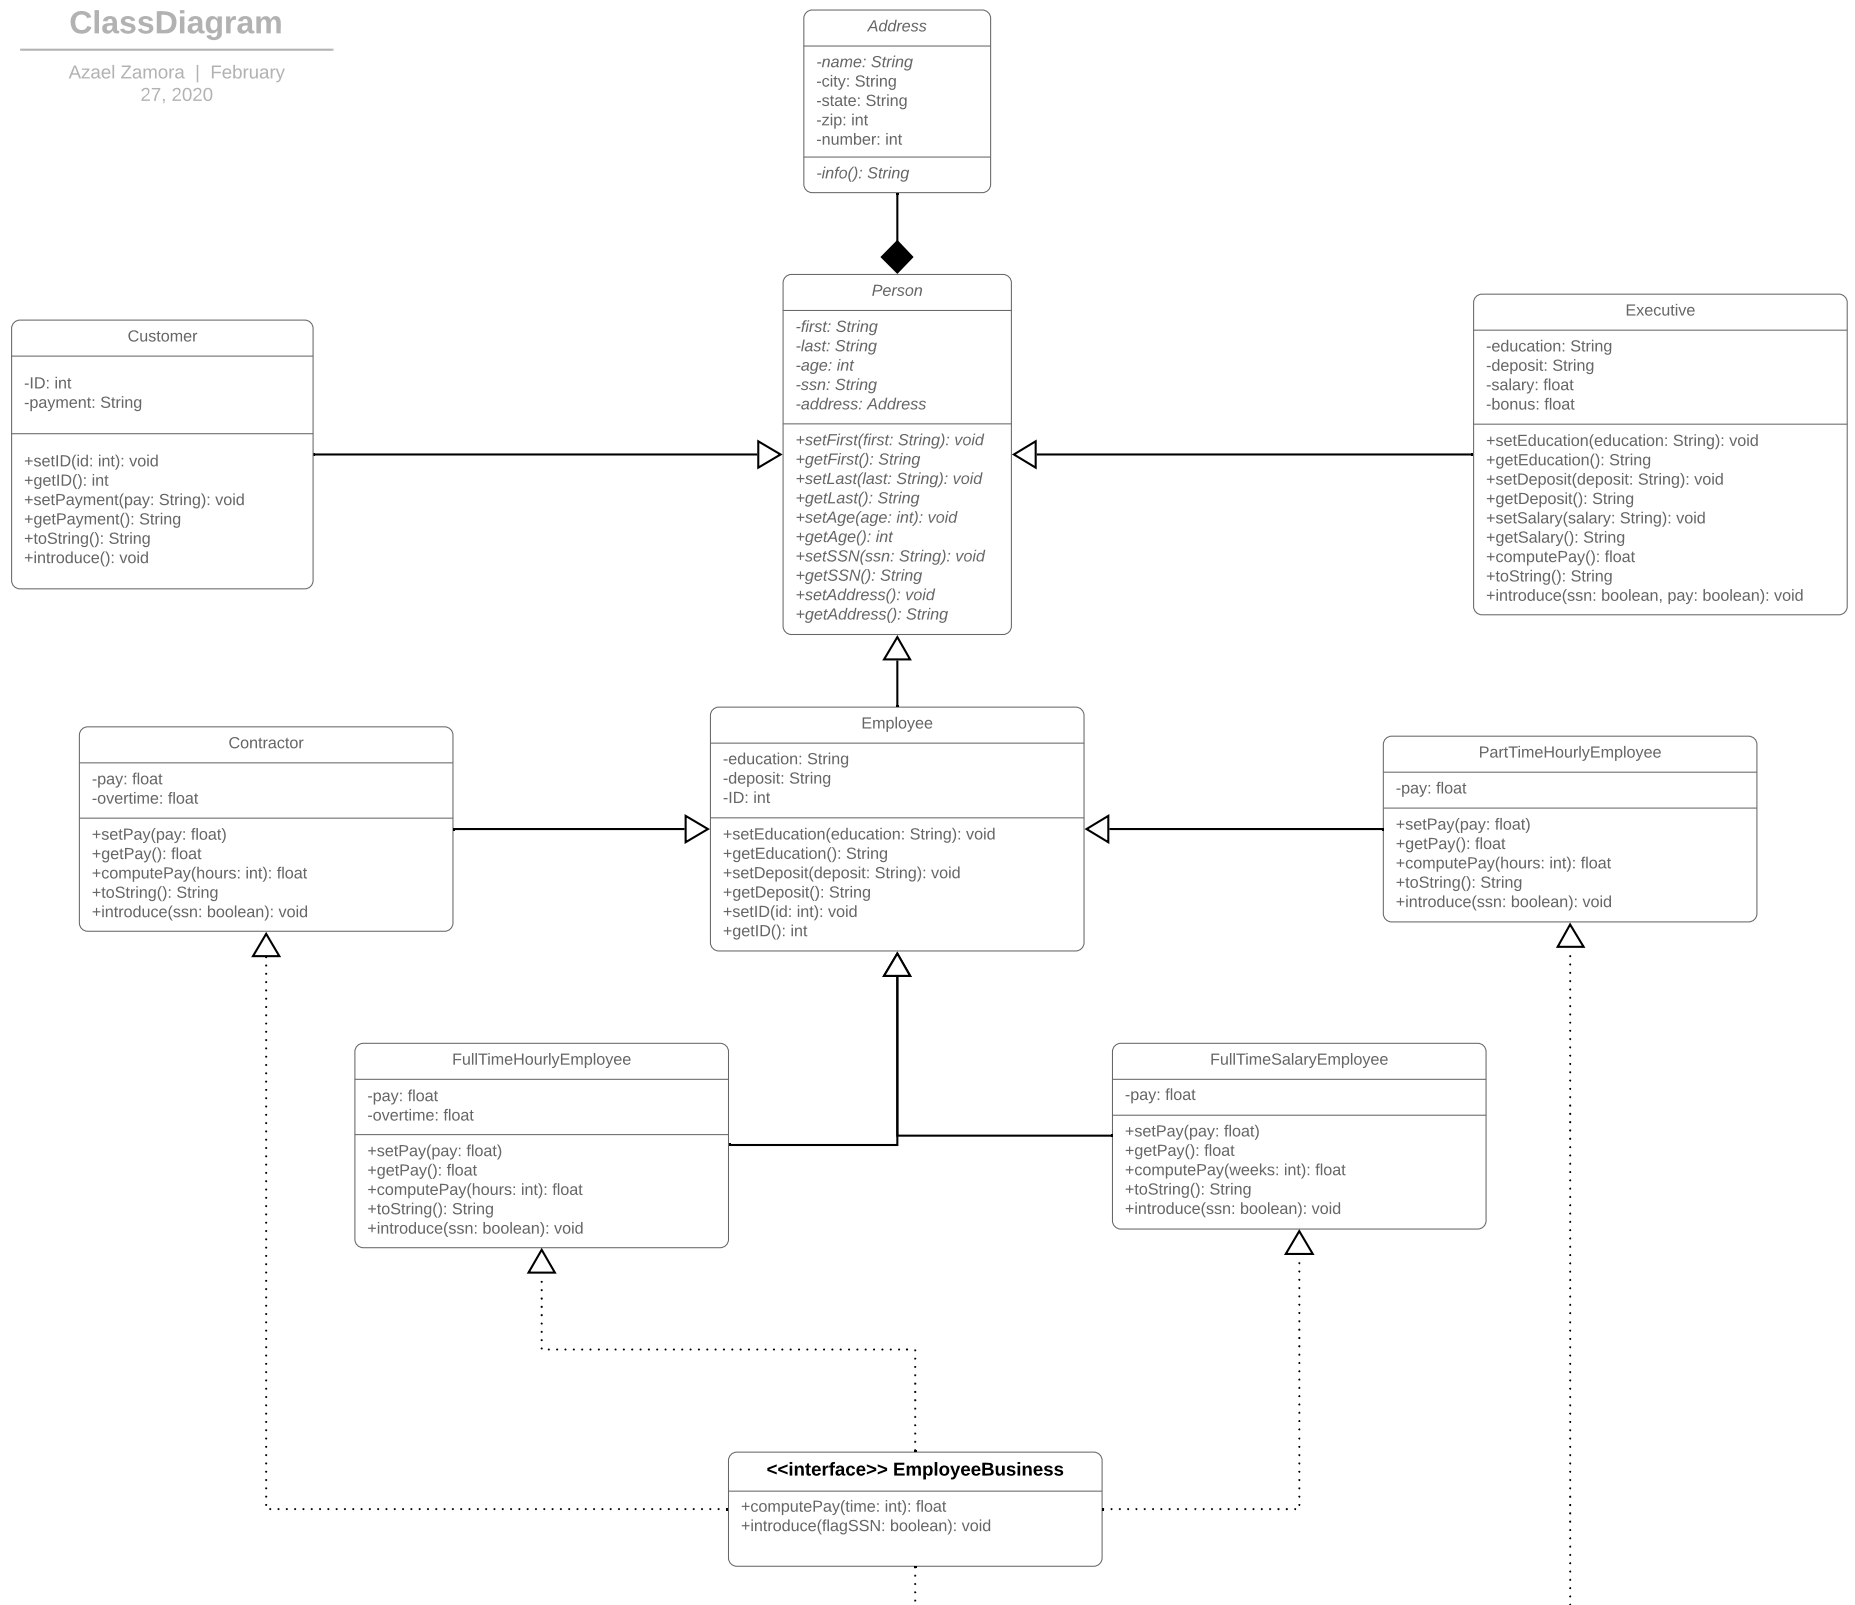 ClassDiagram
Azael Zamora | February
27, 2020
Address
-name: String
-city: String
-state: String
-zip: int
-number: int
-info(): String
Customer
-ID: int
-payment: String
+setID(id: int): void
+getID(): int
+setPayment(pay: String): void
+getPayment(): String
+toString(): String
+introduce(): void
Person
-first: String
-last: String
-age: int
-ssn: String
-address: Address
+setFirst(first: String): void
+getFirst(): String
+setLast(last: String): void
+getLast(): String
+setAge(age: int): void
+getAge(): int
+setSSN(ssn: String): void
+getSSN(): String
+setAddress(): void
+getAddress(): String
Executive
-education: String
-deposit: String
-salary: float
-bonus: float
+setEducation(education: String): void
+getEducation(): String
+setDeposit(deposit: String): void
+getDeposit(): String
+setSalary(salary: String): void
+getSalary(): String
+computePay(): float
+toString(): String
+introduce(ssn: boolean, pay: boolean): void
Contractor
-pay: float
-overtime: float
+setPay(pay: float)
+getPay(): float
+computePay(hours: int): float
+toString(): String
+introduce(ssn: boolean): void
Employee
-education: String
-deposit: String
-ID: int
+setEducation(education: String): void
+getEducation(): String
+setDeposit(deposit: String): void
+getDeposit(): String
+setID(id: int): void
+getID(): int
PartTimeHourlyEmployee
-pay: float
+setPay(pay: float)
+getPay(): float
+computePay(hours: int): float
+toString(): String
+introduce(ssn: boolean): void
FullTimeHourlyEmployee
-pay: float
-overtime: float
+setPay(pay: float)
+getPay(): float
+computePay(hours: int): float
+toString(): String
+introduce(ssn: boolean): void
FullTimeSalaryEmployee
-pay: float
+setPay(pay: float)
+getPay(): float
+computePay(weeks: int): float
+toString(): String
+introduce(ssn: boolean): void
<<interface>> EmployeeBusiness
+computePay(time: int): float
+introduce(flagSSN: boolean): void